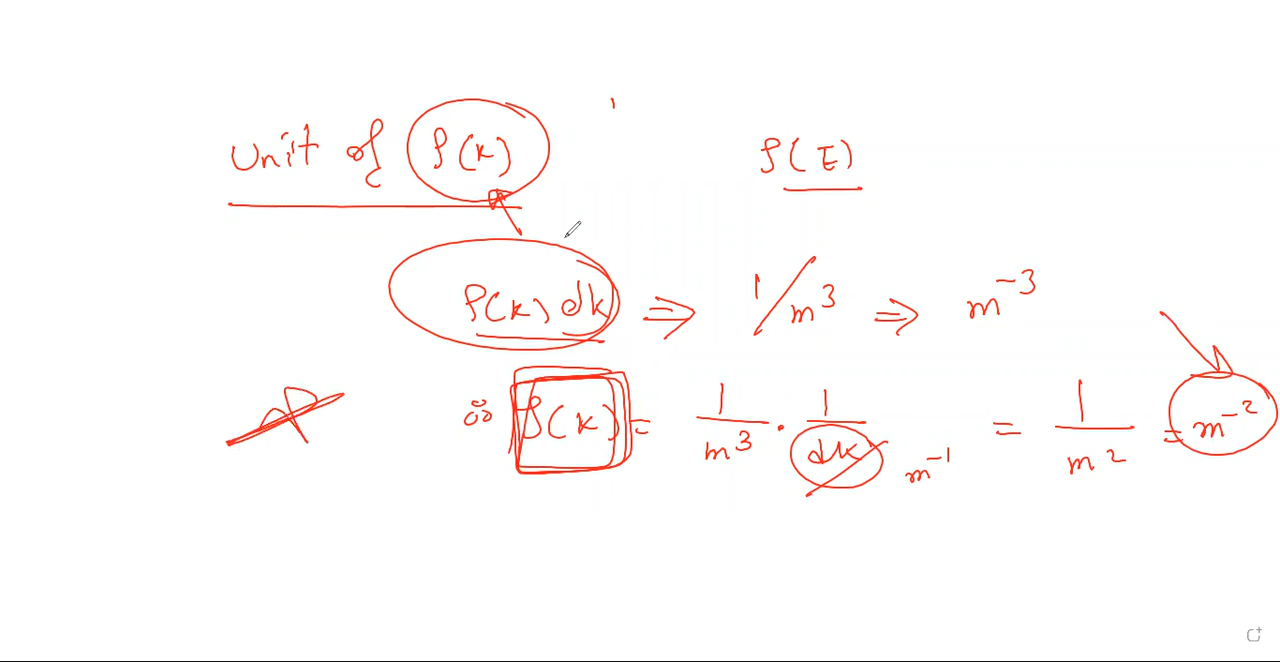 Unit of ρ(k) ρ(E)
ρ(k) dk ⇒ 1/m³ ⇒ m⁻³
∴ ρ(k) = 1/m³ · 1/dk m⁻¹ = 1/m² = m⁻²